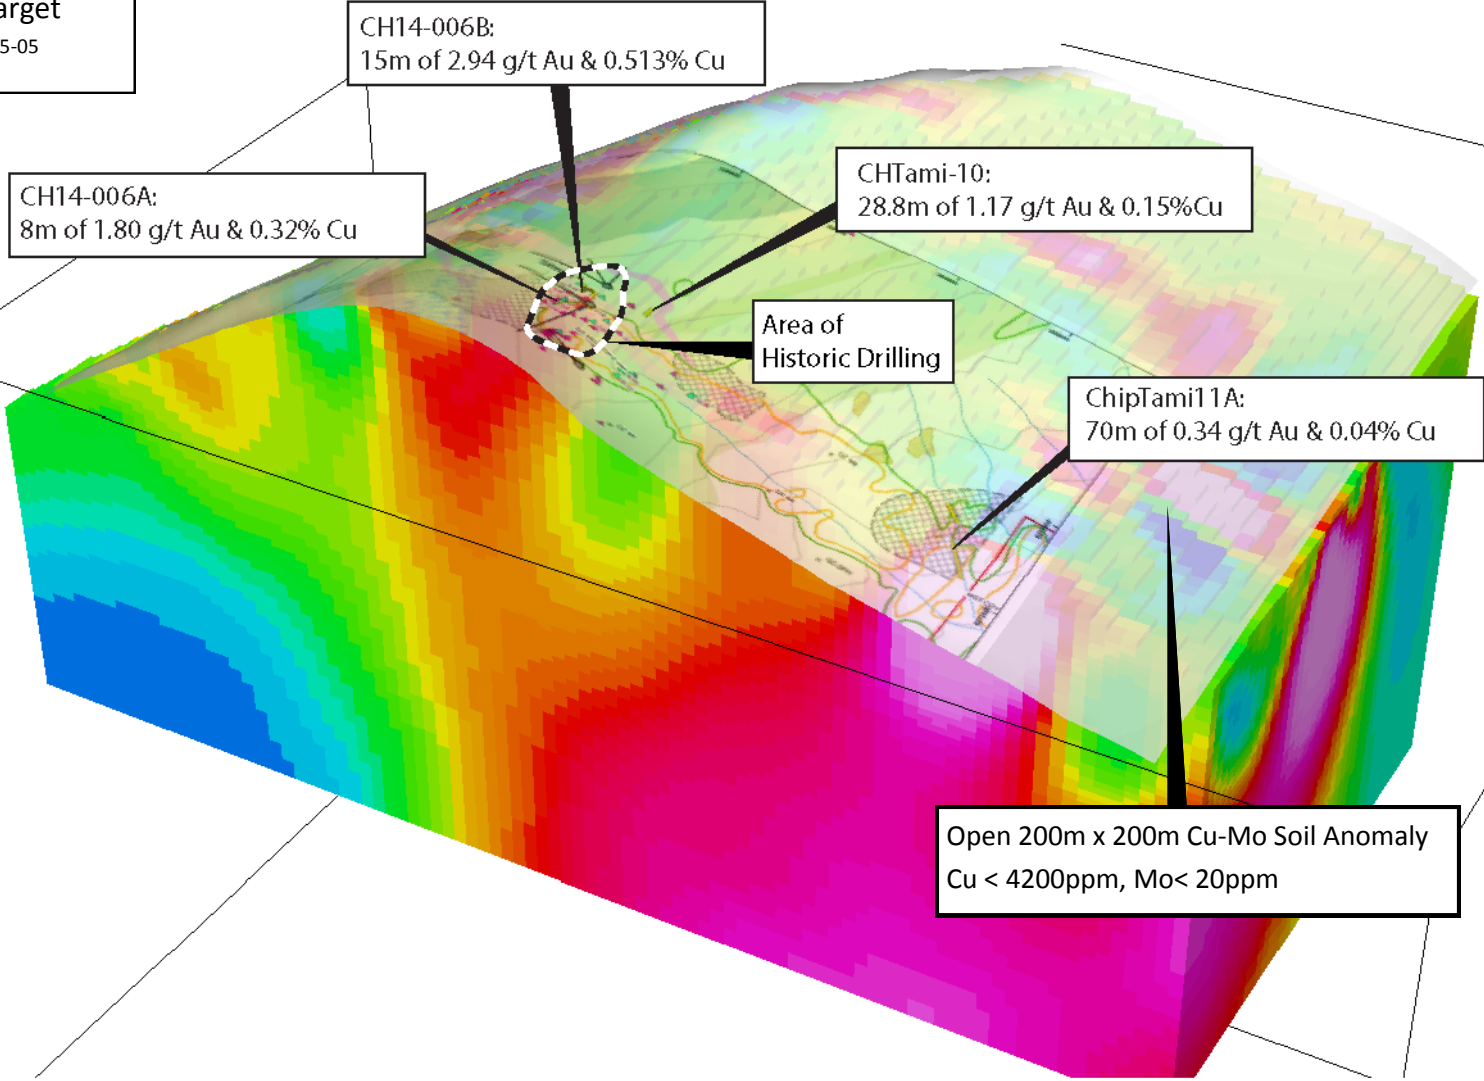 arget
5-05
CH14-006B:
15m of 2.94 g/t Au & 0.513% Cu
CH14-006A:
8m of 1.80 g/t Au & 0.32% Cu
CHTami-10:
28.8m of 1.17 g/t Au & 0.15%Cu
Area of
Historic Drilling
ChipTami11A:
70m of 0.34 g/t Au & 0.04% Cu
Open 200m x 200m Cu-Mo Soil Anomaly
Cu < 4200ppm, Mo< 20ppm